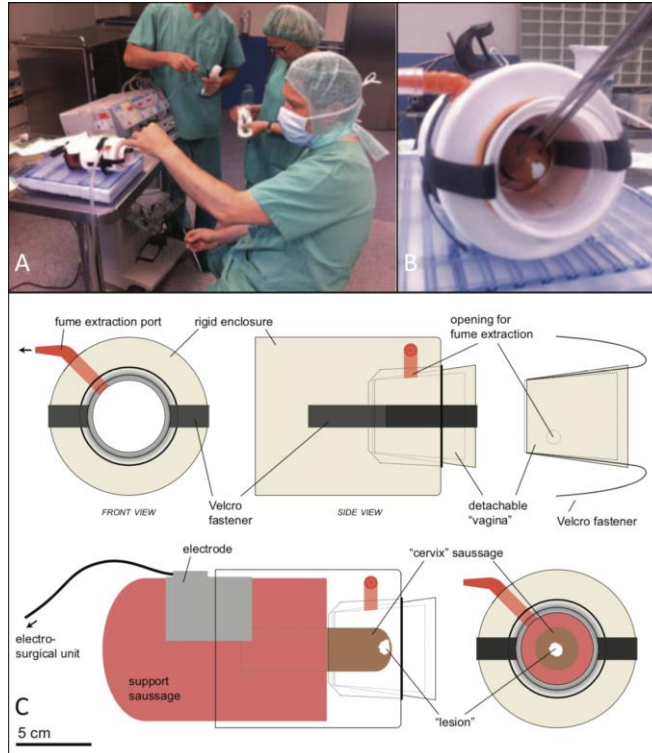 A
B
fume extraction port
rigid enclosure
opening for
fume extraction
Velcro
fastener
FRONT VIEW
SIDE VIEW
detachable
"vagina"
Velcro fastener
electrode
"cervix" saussage
electro-
surgical unit
support
saussage
"lesion"
C
5 cm